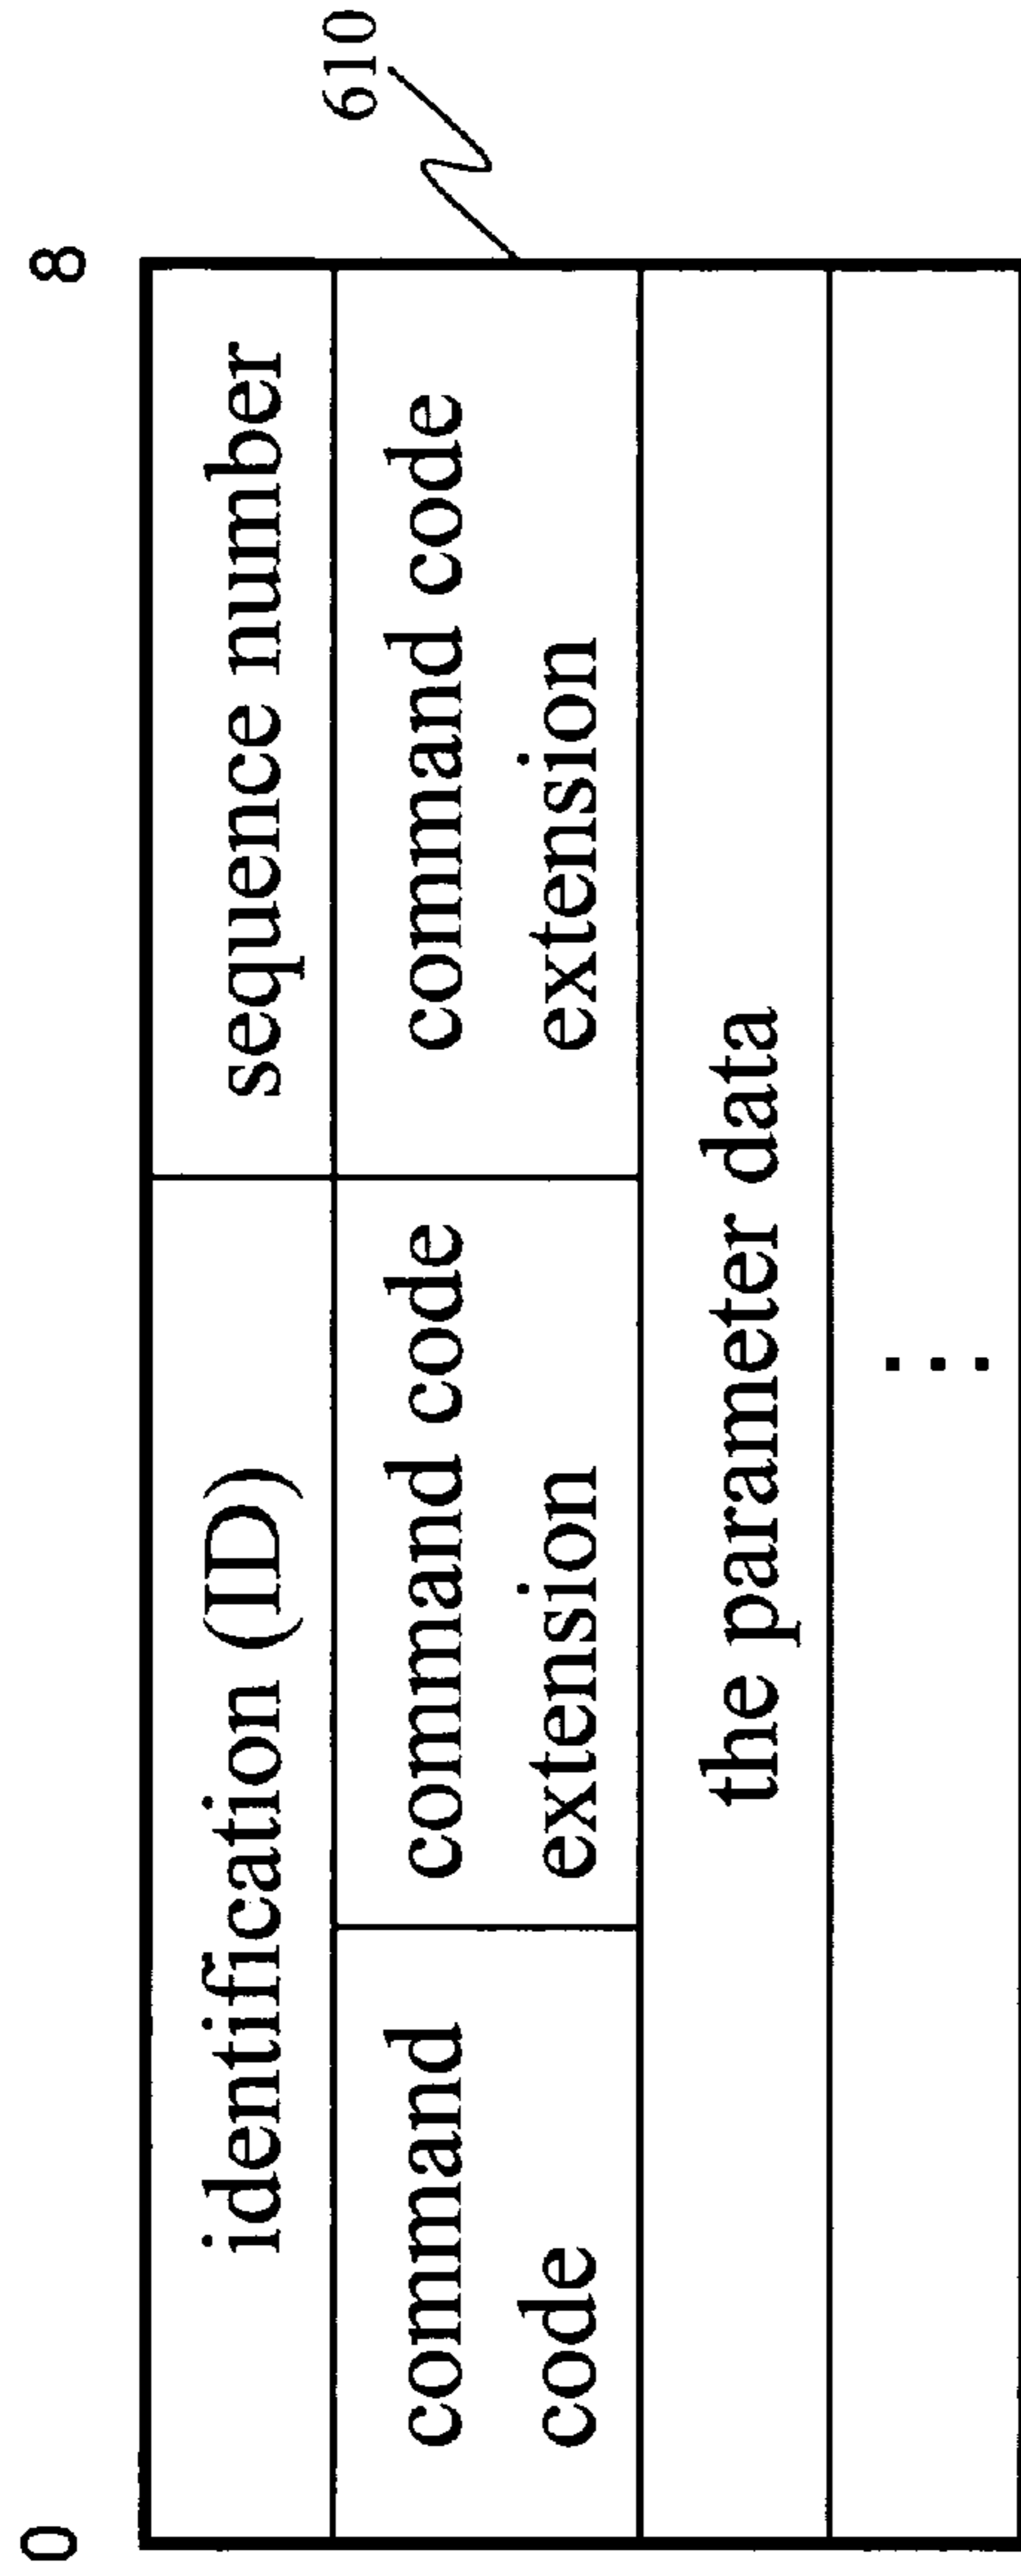 0 8
610
identification (ID) sequence number
command code command code extension command code extension
the parameter data
...